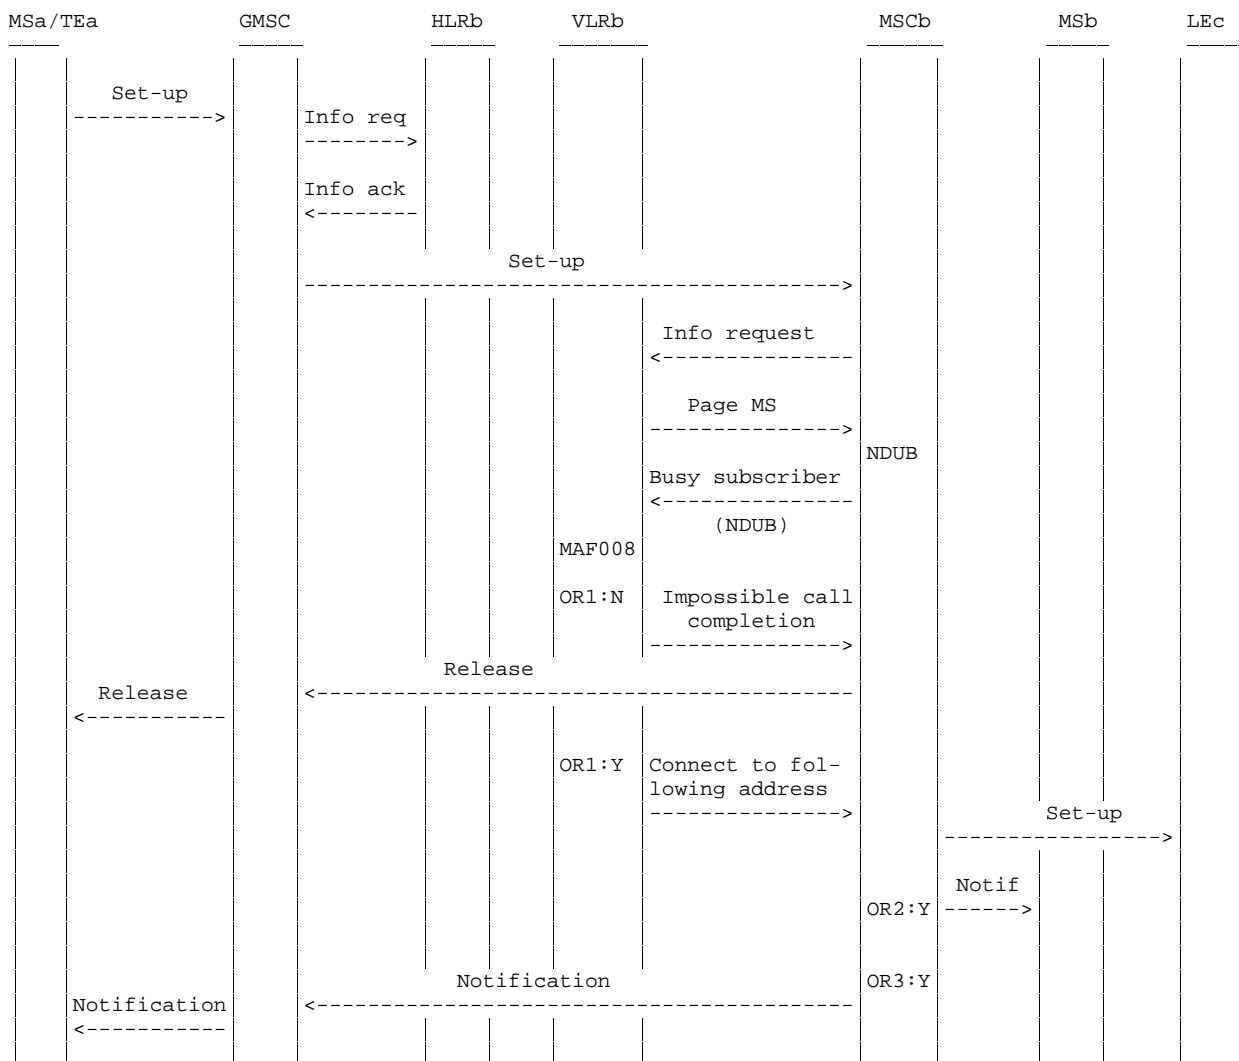 MSa/TEa GMSC HLRb VLRb MSCb MSb LEc
Set-up
Info req
Info ack
Set-up
Info request
Page MS
NDUB
Busy subscriber
(NDUB)
MAF008
OR1:N Impossible call
completion
Release
Release
OR1:Y Connect to fol-
lowing address
Set-up
Notif
OR2:Y
Notification OR3:Y
Notification